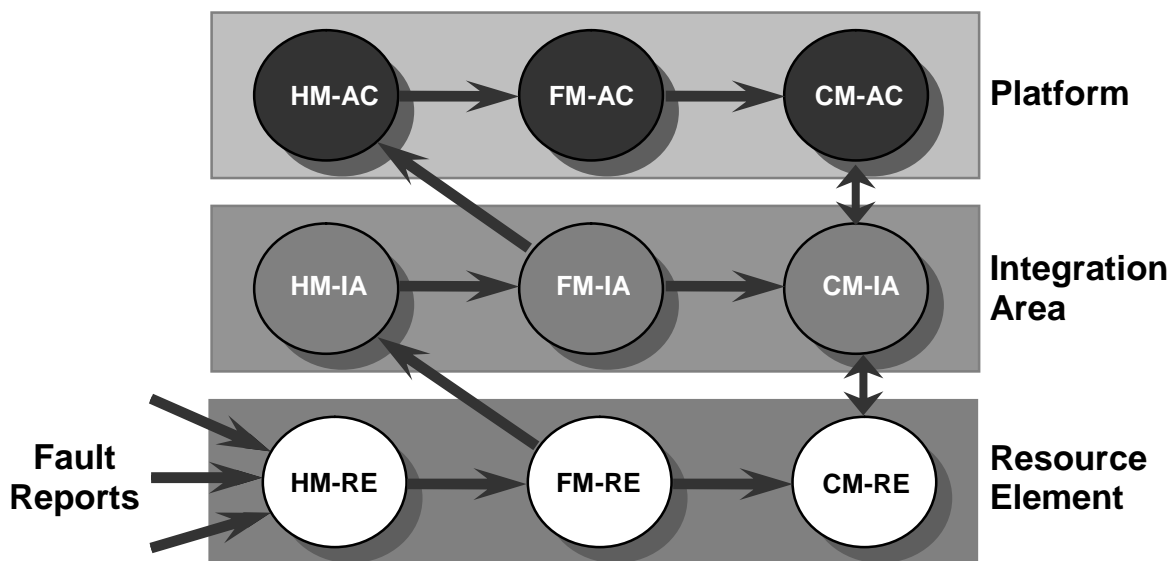 HM-AC
FM-AC
CM-AC
Platform
HM-IA
FM-IA
CM-IA
Integration
Area
Fault
Reports
HM-RE
FM-RE
CM-RE
Resource
Element